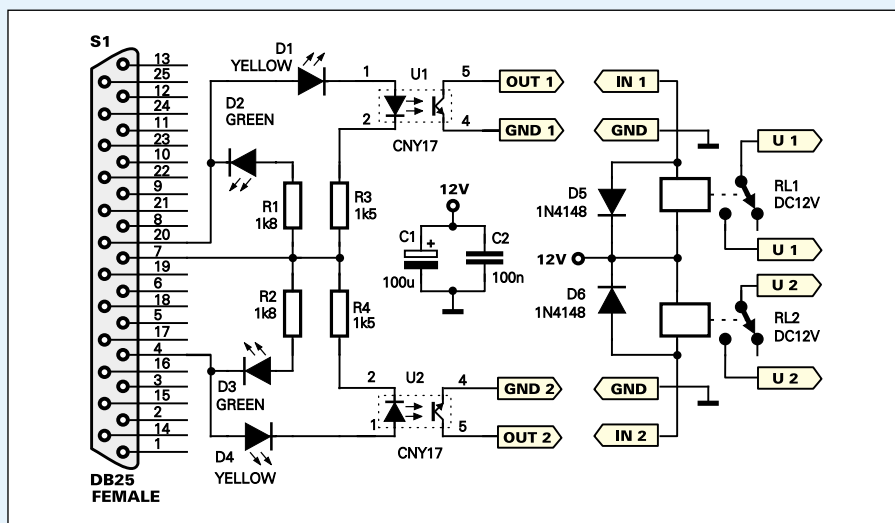 S1
13
25
12
24
11
23
10
22
9
21
8
20
7
19
6
18
5
17
4
16
3
15
2
14
1
DB25
FEMALE
D1
YELLOW
D2
GREEN
R1
1k8
R3
1k5
R2
1k8
R4
1k5
D3
GREEN
D4
YELLOW
1
U1
5
2
4
CNY17
OUT 1
GND 1
12V
C1
+
100u
C2
100n
2
U2
4
1
5
CNY17
GND 2
OUT 2
IN 1
GND
D5
1N4148
12V
D6
1N4148
GND
IN 2
U 1
RL1
DC12V
U 1
U 2
RL2
DC12V
U 2